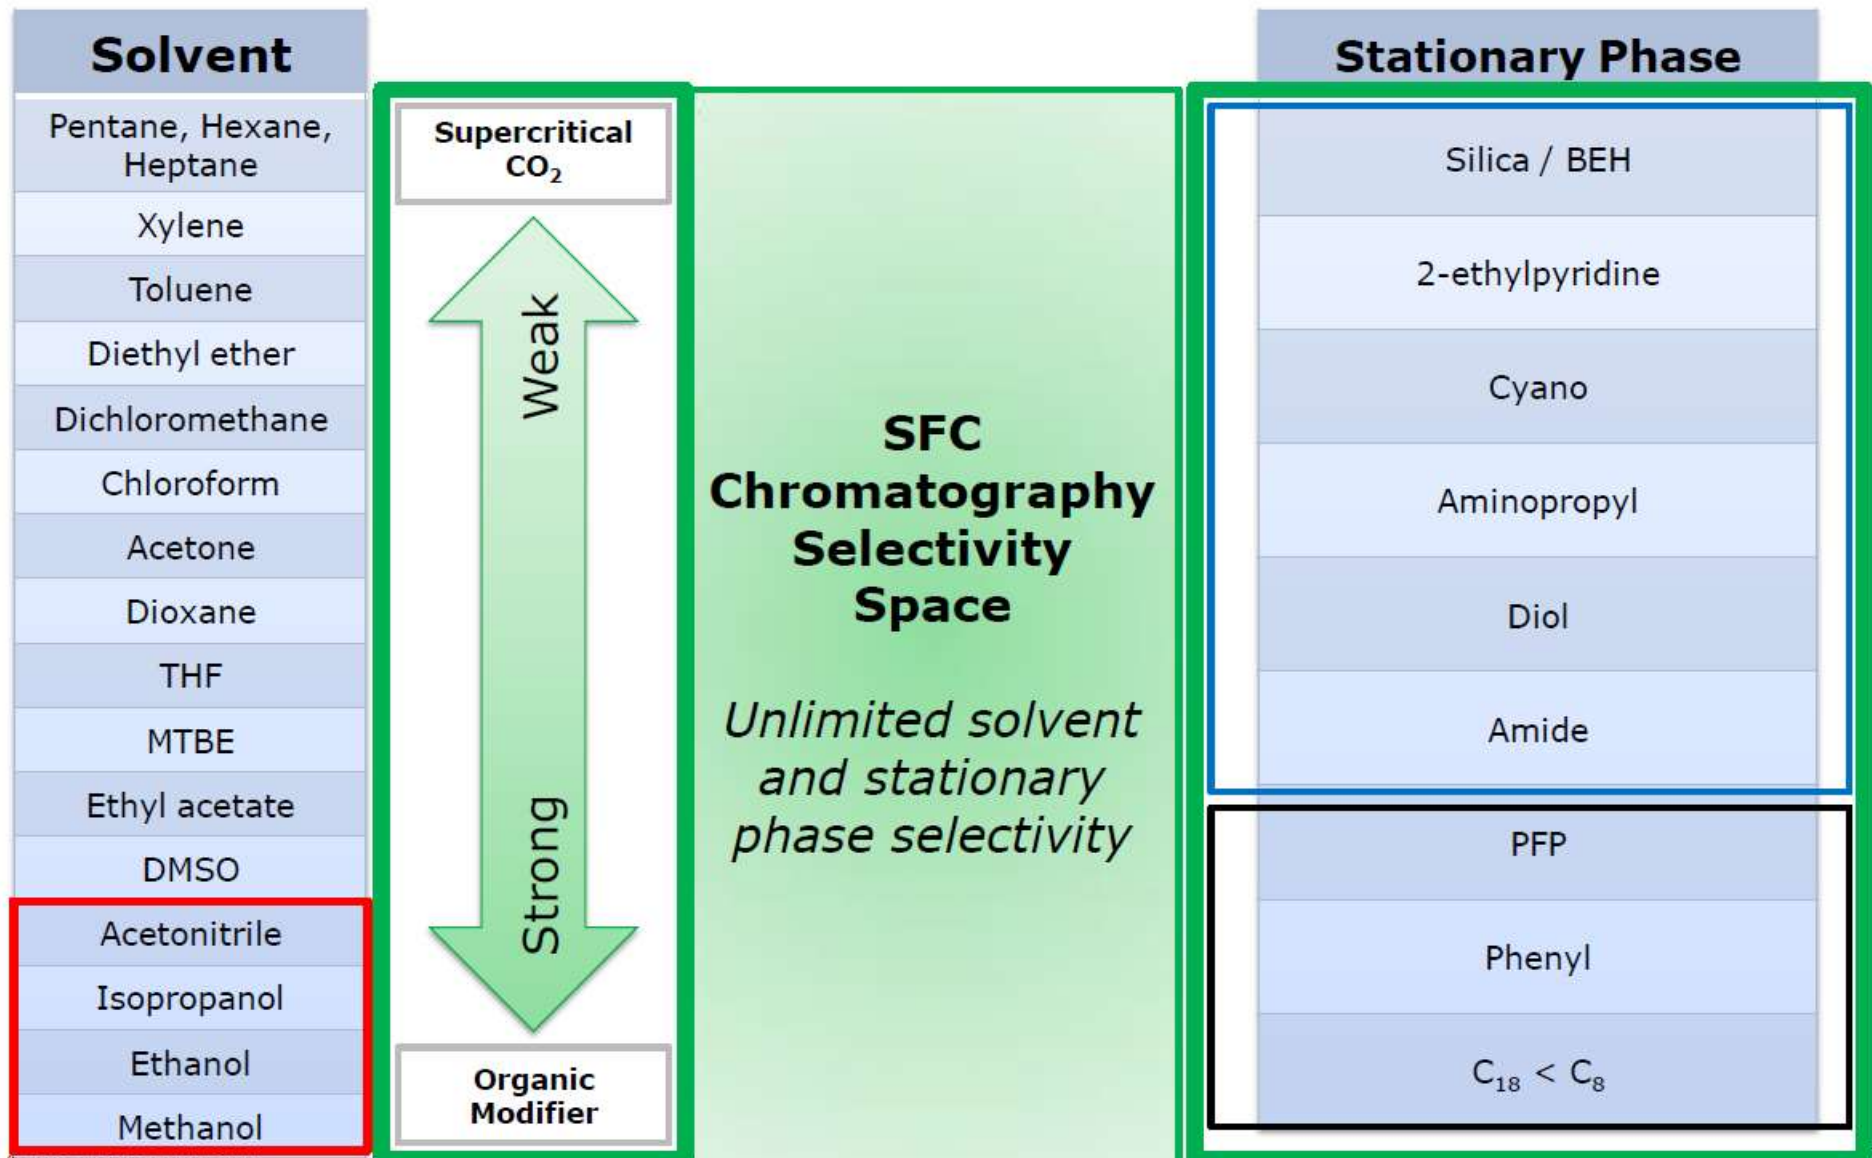 Solvent
Pentane, Hexane,
Heptane
Xylene
Toluene
Diethyl ether
Dichloromethane
Chloroform
Acetone
Dioxane
THF
MTBE
Ethyl acetate
DMSO
Acetonitrile
Isopropanol
Ethanol
Methanol
Supercritical
CO₂
Weak
Strong
Organic
Modifier
SFC
Chromatography
Selectivity
Space
Unlimited solvent
and stationary
phase selectivity
Stationary Phase
Silica / BEH
2-ethylpyridine
Cyano
Aminopropyl
Diol
Amide
PFP
Phenyl
C₁₈ < C₈